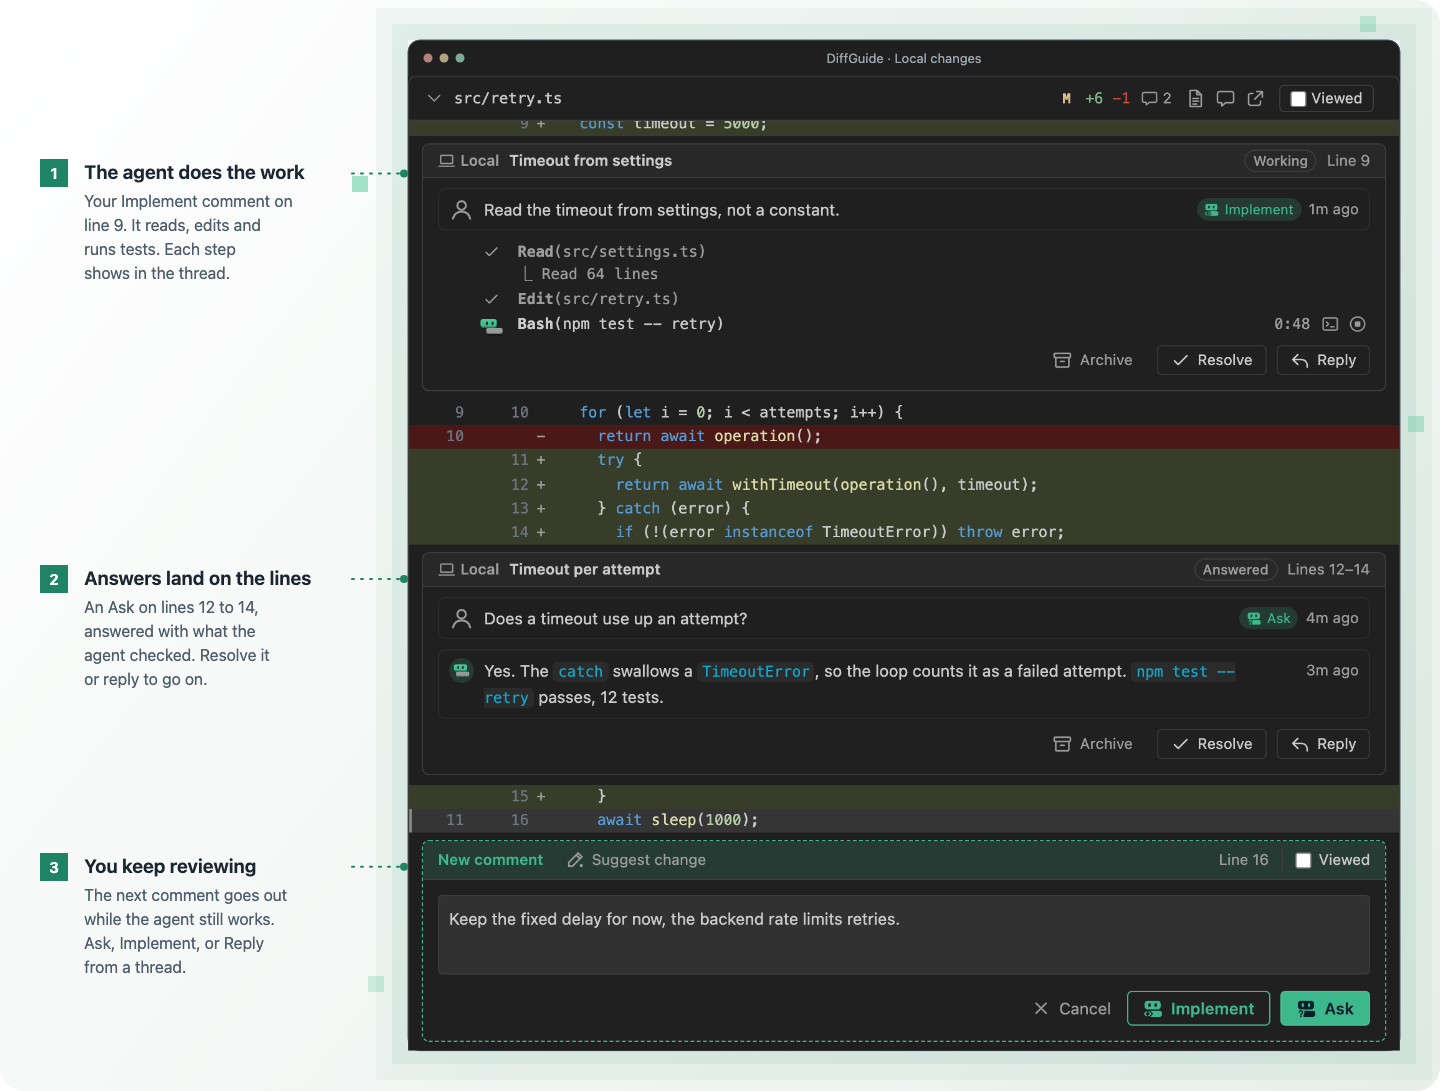 DiffGuide · Local changes
src/retry.ts M +6 −1 2 Viewed
9 + const timeout = 5000;
1 The agent does the work
Your Implement comment on
line 9. It reads, edits and
runs tests. Each step
shows in the thread.
Local Timeout from settings Working Line 9
Read the timeout from settings, not a constant. Implement 1m ago
Read(src/settings.ts)
Read 64 lines
Edit(src/retry.ts)
Bash(npm test -- retry) 0:48
Archive Resolve Reply
9 10 for (let i = 0; i < attempts; i++) {
10 − return await operation();
11 + try {
12 + return await withTimeout(operation(), timeout);
13 + } catch (error) {
14 + if (!(error instanceof TimeoutError)) throw error;
2 Answers land on the lines
An Ask on lines 12 to 14,
answered with what the
agent checked. Resolve it
or reply to go on.
Local Timeout per attempt Answered Lines 12–14
Does a timeout use up an attempt? Ask 4m ago
Yes. The catch swallows a TimeoutError, so the loop counts it as a failed attempt. npm test -- 3m ago
retry passes, 12 tests.
Archive Resolve Reply
15 + }
11 16 await sleep(1000);
3 You keep reviewing
The next comment goes out
while the agent still works.
Ask, Implement, or Reply
from a thread.
New comment Suggest change Line 16 Viewed
Keep the fixed delay for now, the backend rate limits retries.
Cancel Implement Ask